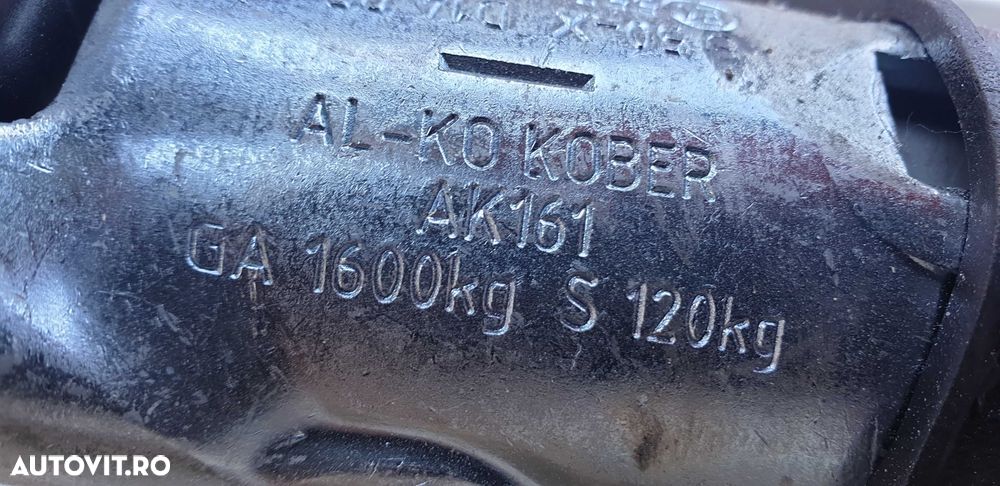 AL-KO KOBER
AK161
GA 1600kg S 120kg
AUTOVIT.RO